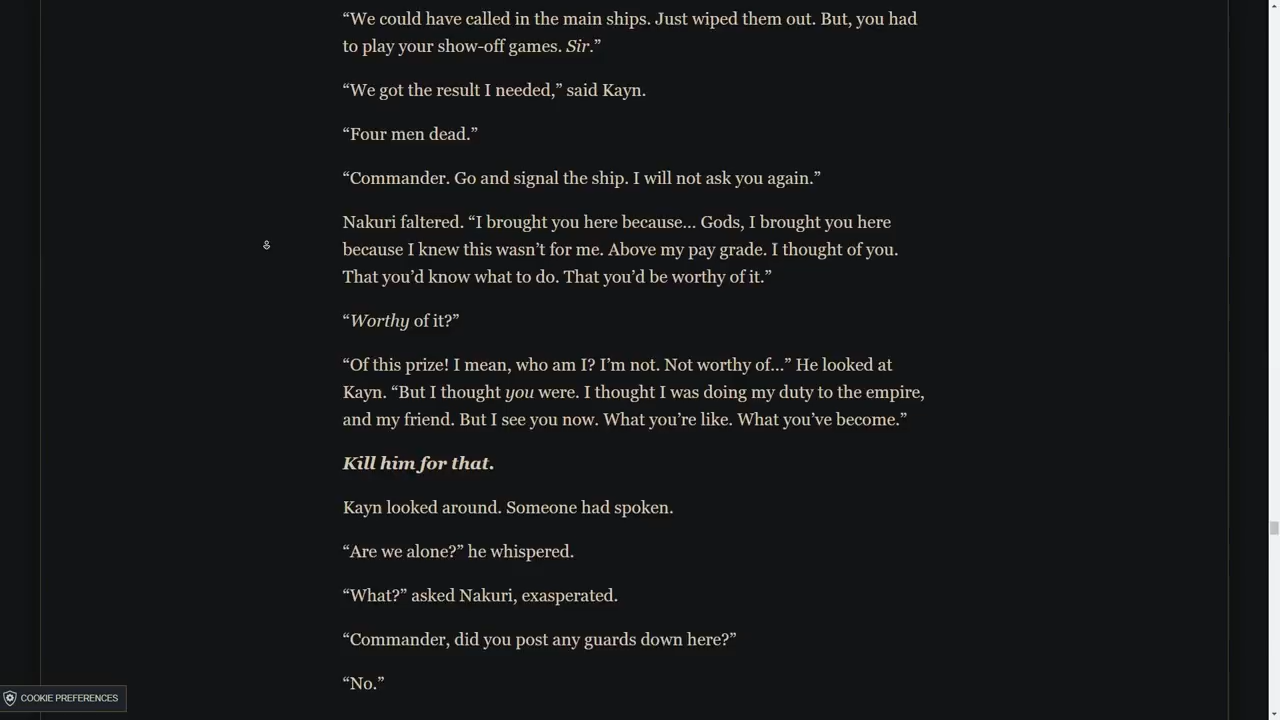 “We could have called in the main ships. Just wiped them out. But, you had
to play your show-off games. Sir.”
“We got the result I needed,” said Kayn.
“Four men dead.”
“Commander. Go and signal the ship. I will not ask you again.”
Nakuri faltered. “I brought you here because... Gods, I brought you here
because I knew this wasn’t for me. Above my pay grade. I thought of you.
That you’d know what to do. That you’d be worthy of it.”
“Worthy of it?”
“Of this prize! I mean, who am I? I’m not. Not worthy of...” He looked at
Kayn. “But I thought you were. I thought I was doing my duty to the empire,
and my friend. But I see you now. What you’re like. What you’ve become.”
Kill him for that.
Kayn looked around. Someone had spoken.
“Are we alone?” he whispered.
“What?” asked Nakuri, exasperated.
“Commander, did you post any guards down here?”
“No.”
COOKIE PREFERENCES